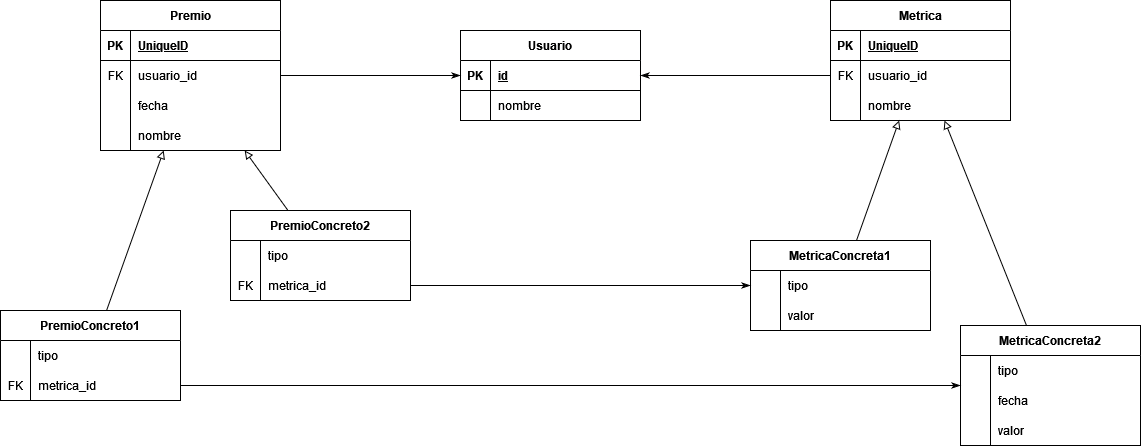 Premio
PK UniqueID
FK usuario_id
fecha
nombre
Usuario
PK id
nombre
Metrica
PK UniqueID
FK usuario_id
nombre
PremioConcreto2
tipo
FK metrica_id
MetricaConcreta1
tipo
valor
PremioConcreto1
tipo
FK metrica_id
MetricaConcreta2
tipo
fecha
valor